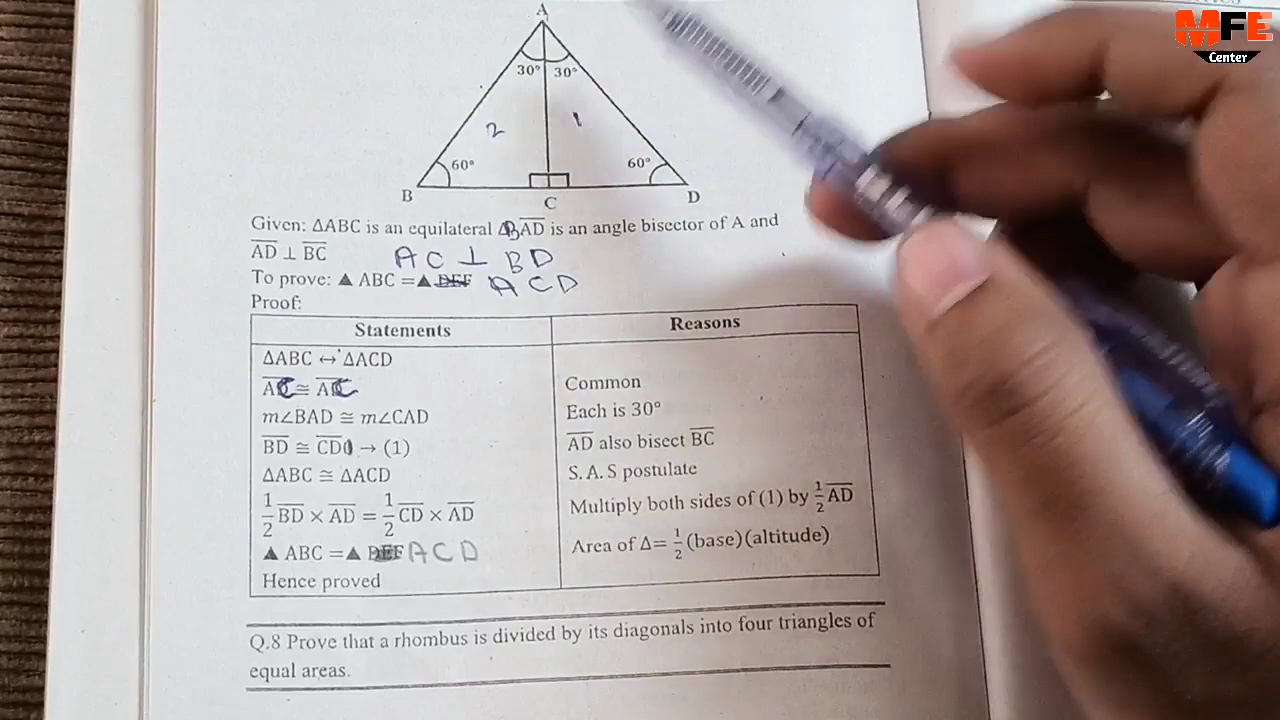 MFE
Center
A
30° 30°
2 1
60° 60°
B C D
Given: ΔABC is an equilateral ΔB AD is an angle bisector of A and
AD ⊥ BC AC ⊥ BD
To prove: ▲ ABC = ▲ DEF ACD
Proof:
Statements Reasons
ΔABC ↔ ΔACD
AC ≅ AC Common
m∠BAD ≅ m∠CAD Each is 30°
BD ≅ CD → (1) AD also bisect BC
ΔABC ≅ ΔACD S.A.S postulate
1/2 BD × AD = 1/2 CD × AD Multiply both sides of (1) by 1/2 AD
▲ ABC = ▲ DEF ACD Area of Δ= 1/2 (base)(altitude)
Hence proved
Q.8 Prove that a rhombus is divided by its diagonals into four triangles of
equal areas.